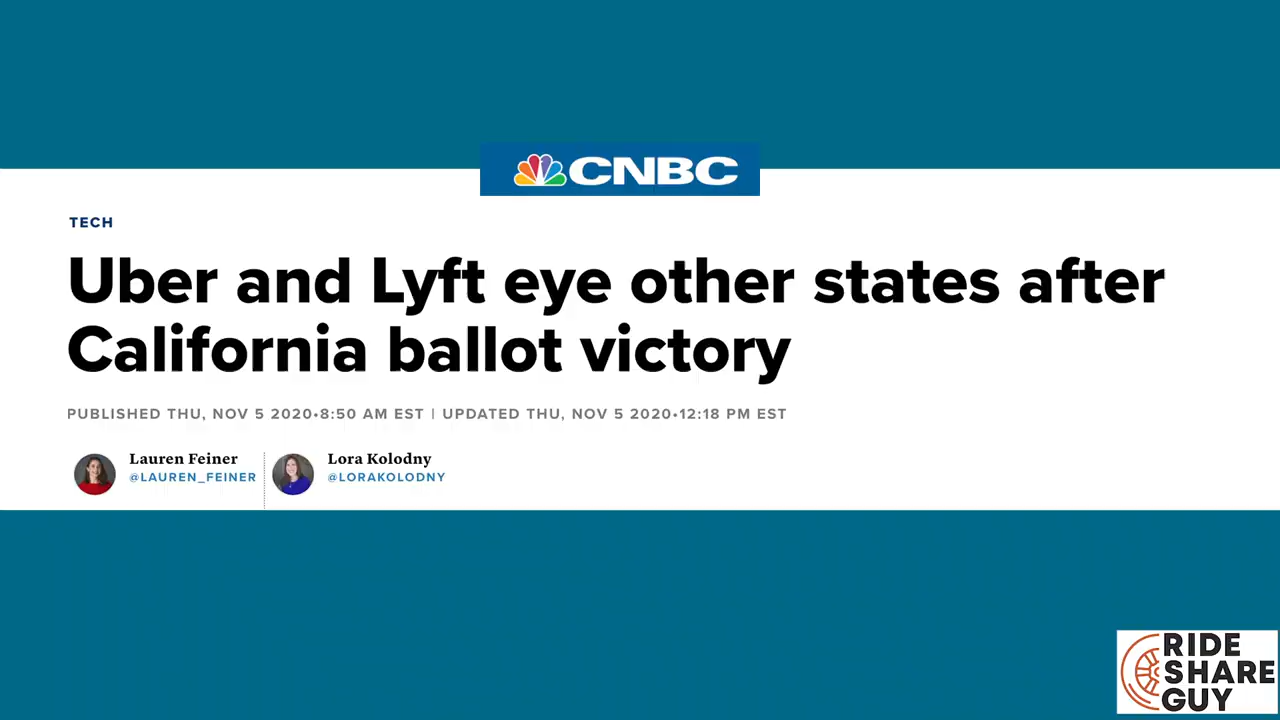 CNBC
TECH
Uber and Lyft eye other states after
California ballot victory
PUBLISHED THU, NOV 5 2020•8:50 AM EST | UPDATED THU, NOV 5 2020•12:18 PM EST
Lauren Feiner
@LAUREN_FEINER
Lora Kolodny
@LORAKOLODNY
RIDE
SHARE
GUY